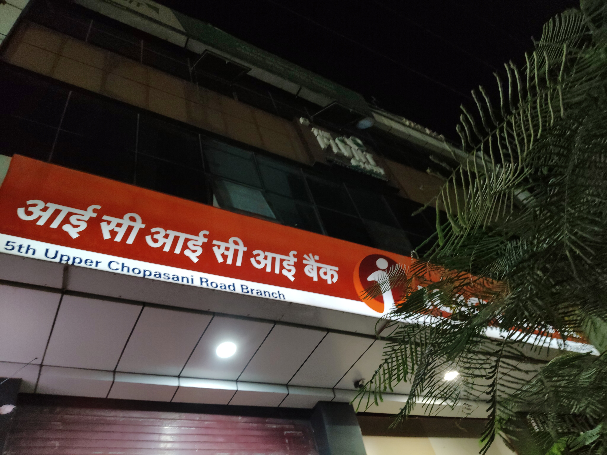 आई सी आई सी आई बैंक
5th Upper Chopasani Road Branch